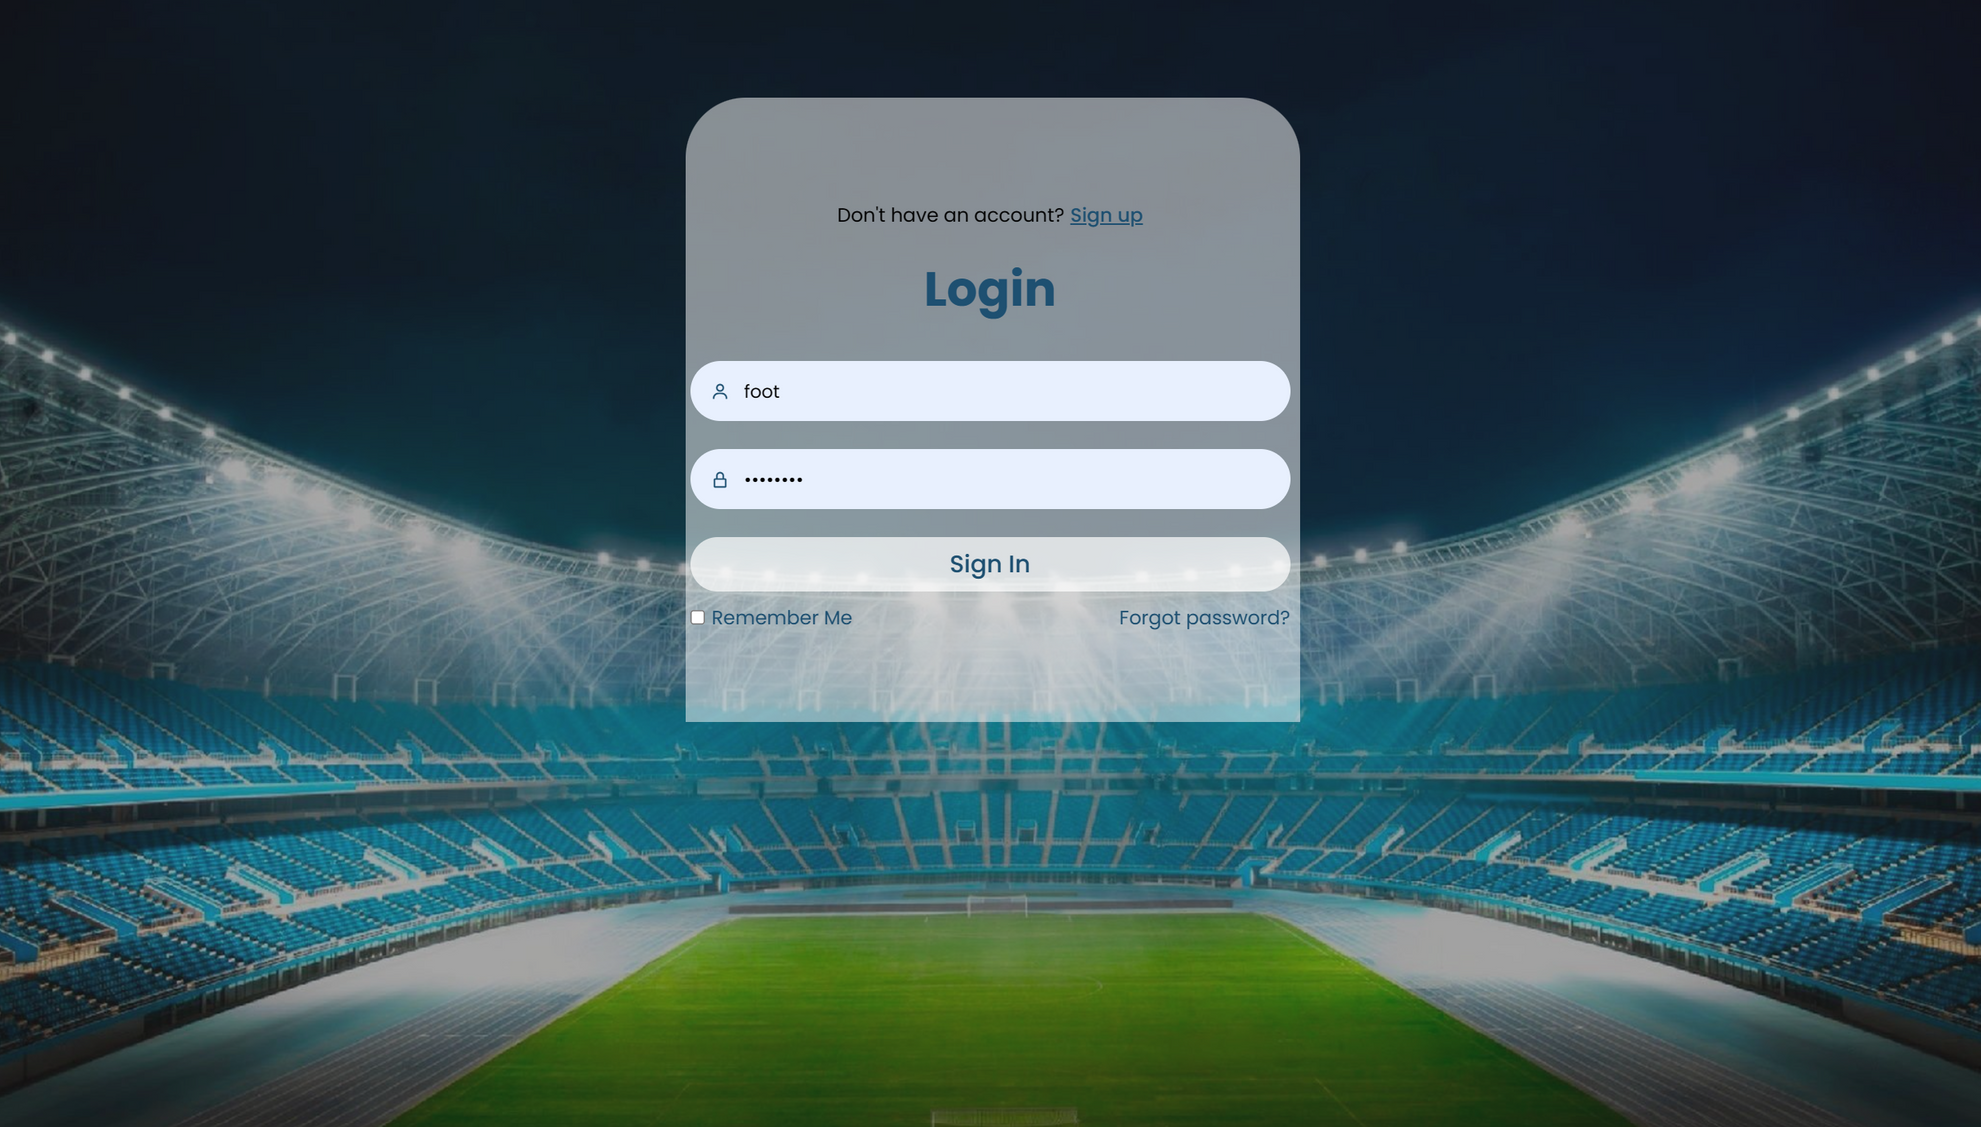 Don't have an account? Sign up
Login
foot
••••••••
Sign In
Remember Me
Forgot password?